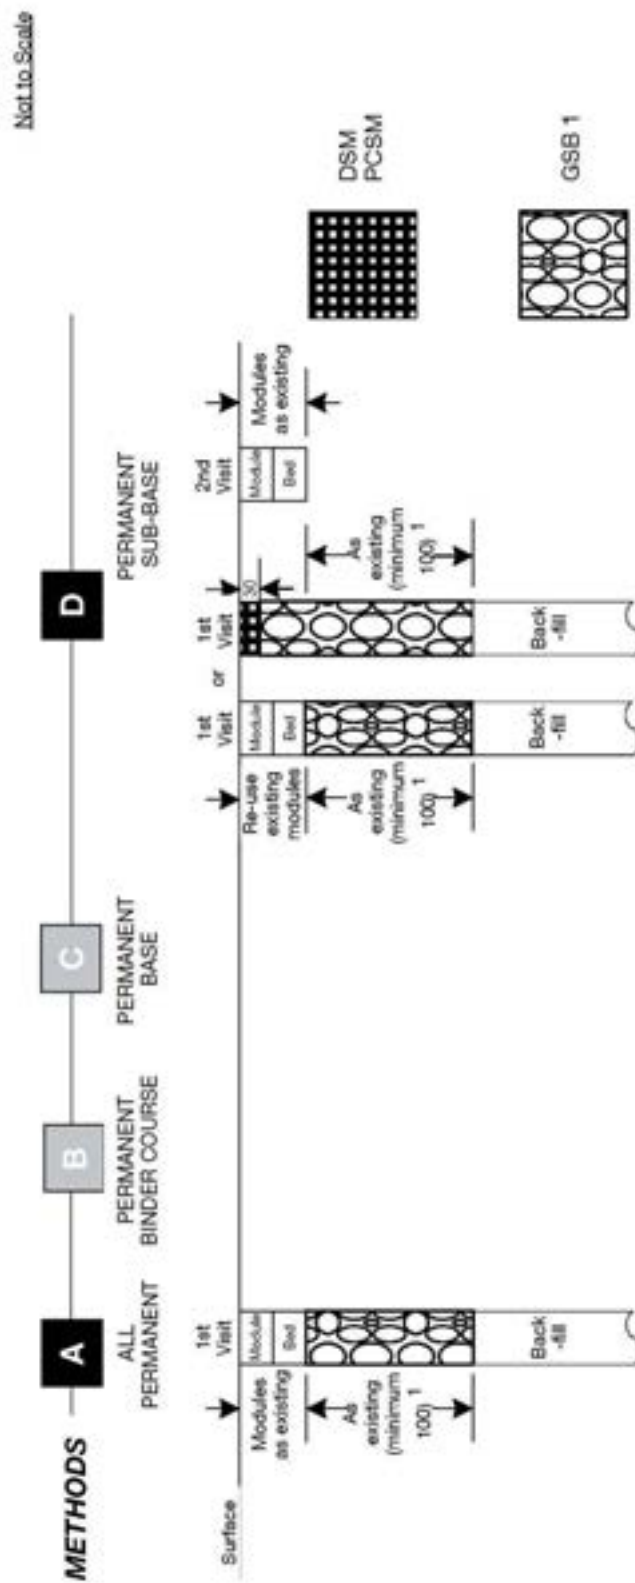 Not to Scale
METHODS
A
B
C
D
ALL
PERMANENT
PERMANENT
BINDER COURSE
PERMANENT
BASE
PERMANENT
SUB-BASE
Surface
1st
Visit
Modules
as existing
Module
Bed
As
existing
(minimum
100) 1
Back
-fill
1st
Visit
or
1st
Visit
2nd
Visit
Re-use
existing
modules
Module
Bed
As
existing
(minimum
100) 1
Back
-fill
30
Back
-fill
As
existing
(minimum
100) 1
Module
Bed
Modules
as existing
DSM
PCSM
GSB 1